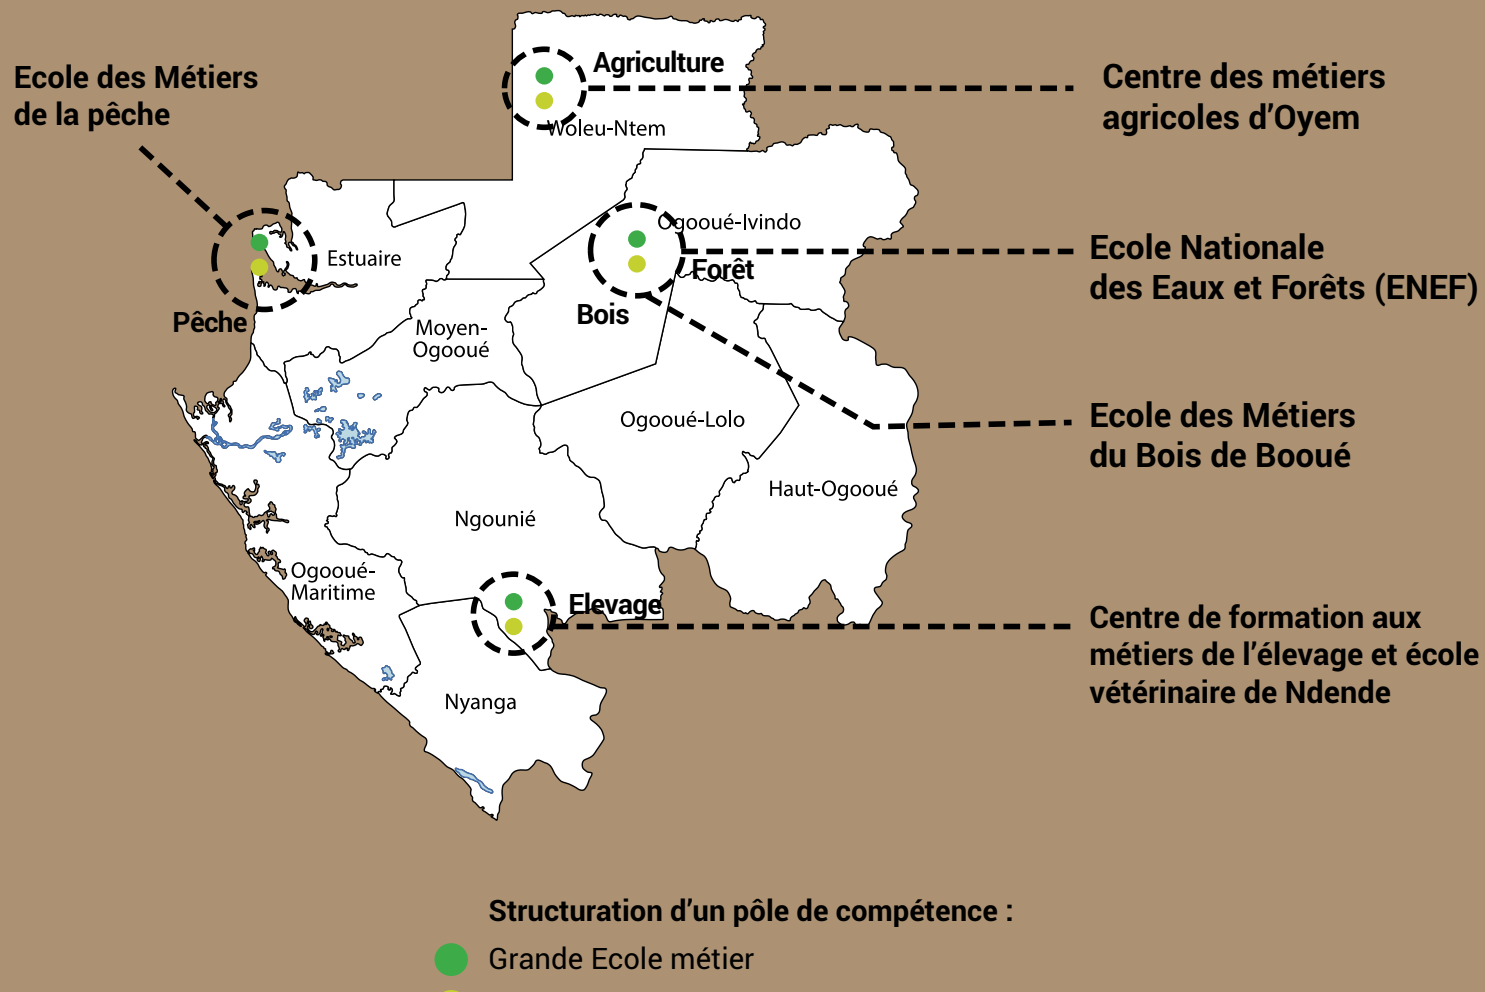 Ecole des Métiers
de la pêche
Agriculture
Woleu-Ntem
Centre des métiers
agricoles d’Oyem
Estuaire
Pêche
Ogooué-Ivindo
Forêt
Bois
Ecole Nationale
des Eaux et Forêts (ENEF)
Moyen-
Ogooué
Ogooué-Lolo
Ecole des Métiers
du Bois de Booué
Haut-Ogooué
Ngounié
Ogooué-
Maritime
Elevage
Centre de formation aux
métiers de l’élevage et école
vétérinaire de Ndende
Nyanga
Structuration d’un pôle de compétence :
Grande Ecole métier